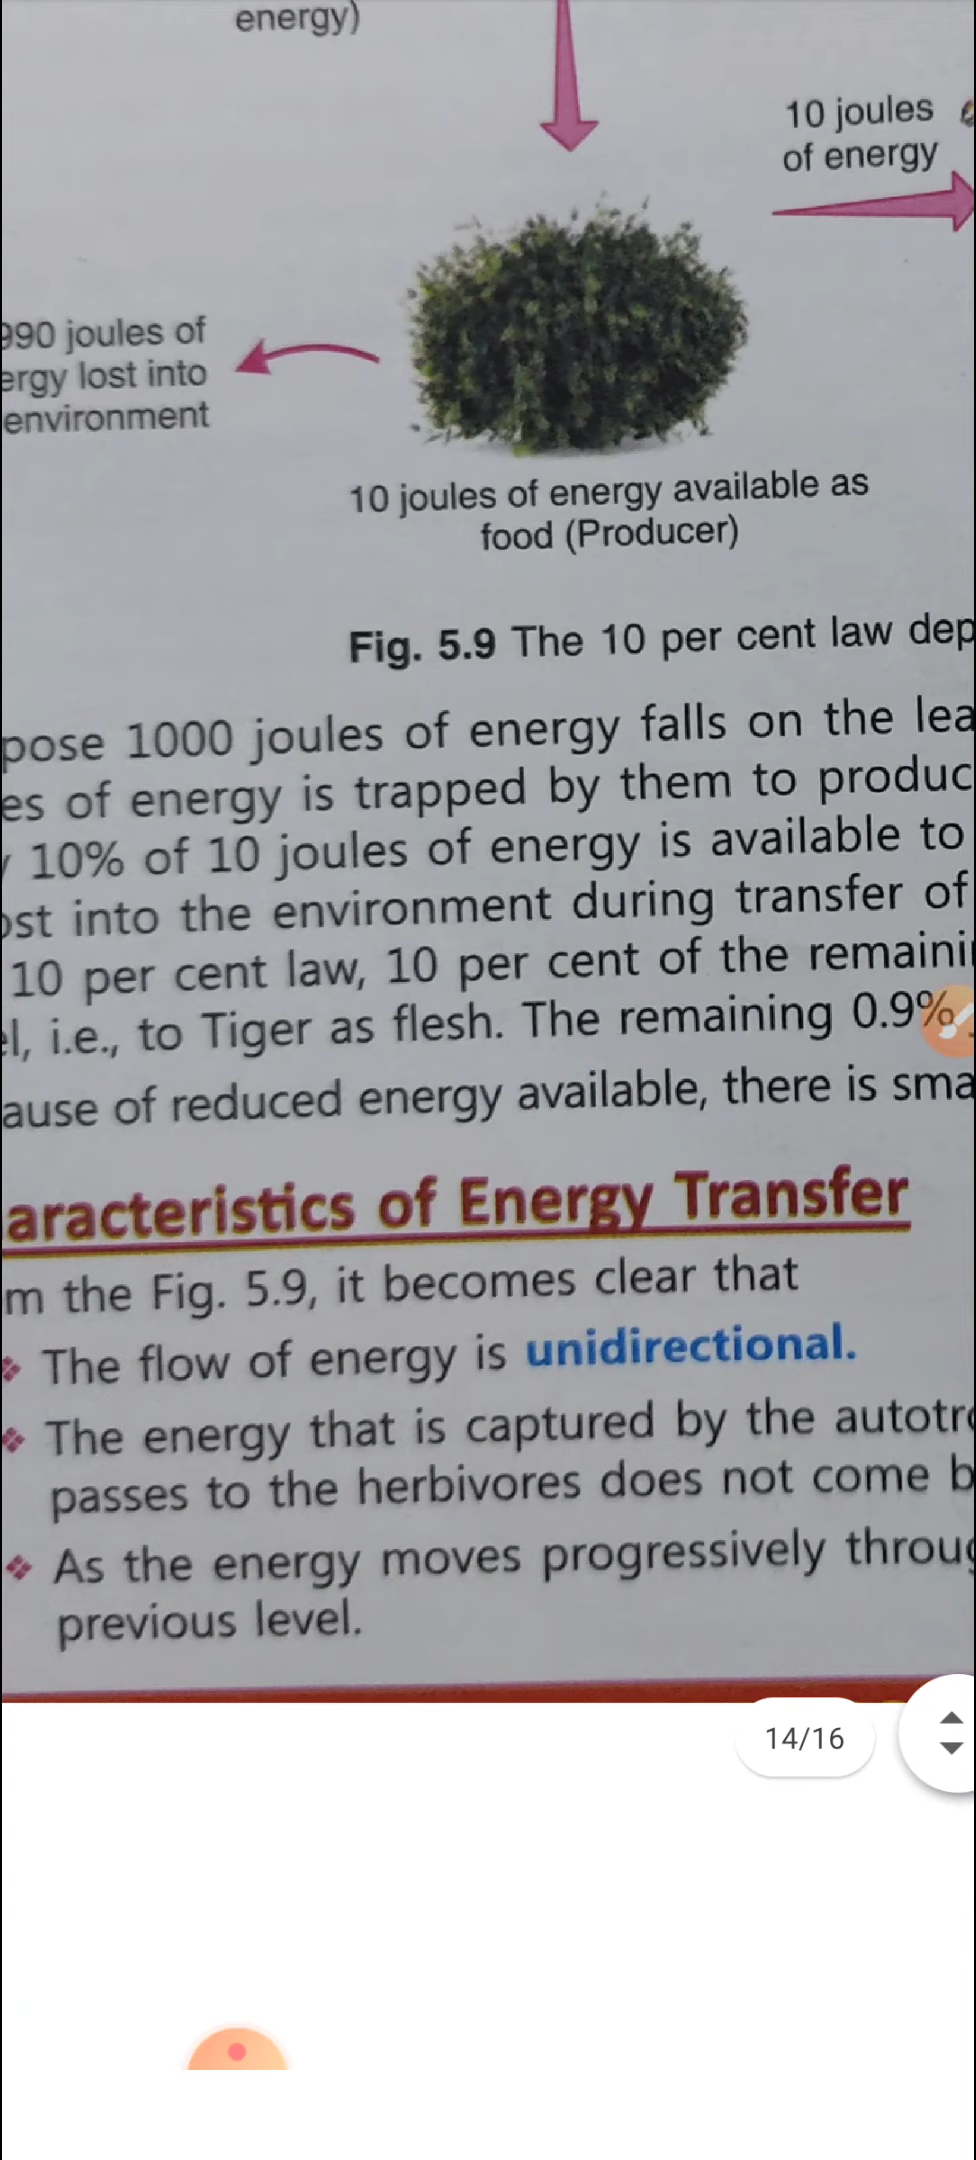 energy)
10 joules
of energy
990 joules of
ergy lost into
environment
10 joules of energy available as
food (Producer)
Fig. 5.9 The 10 per cent law dep
pose 1000 joules of energy falls on the lea
es of energy is trapped by them to produc
10% of 10 joules of energy is available to
ost into the environment during transfer of
10 per cent law, 10 per cent of the remaini
el, i.e., to Tiger as flesh. The remaining 0.9%
ause of reduced energy available, there is sma
aracteristics of Energy Transfer
m the Fig. 5.9, it becomes clear that
❖ The flow of energy is unidirectional.
❖ The energy that is captured by the autotro
passes to the herbivores does not come b
❖ As the energy moves progressively throug
previous level.
14/16